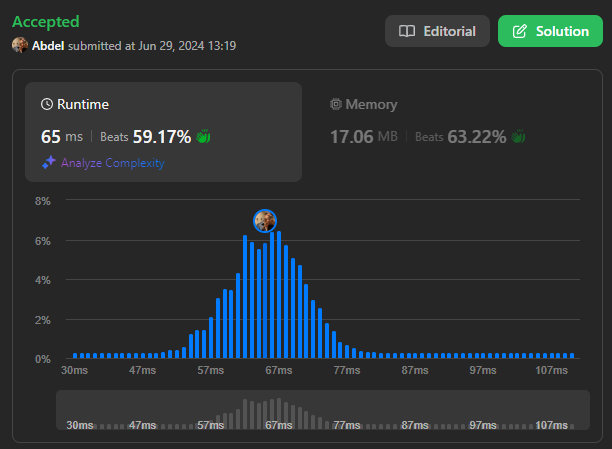 Accepted
Abdel submitted at Jun 29, 2024 13:19
Editorial
Solution
Runtime
65 ms Beats 59.17%
Analyze Complexity
Memory
17.06 MB Beats 63.22%
8%
6%
4%
2%
0%
30ms 47ms 57ms 67ms 77ms 87ms 97ms 107ms
30ms 47ms 57ms 67ms 77ms 87ms 97ms 107ms